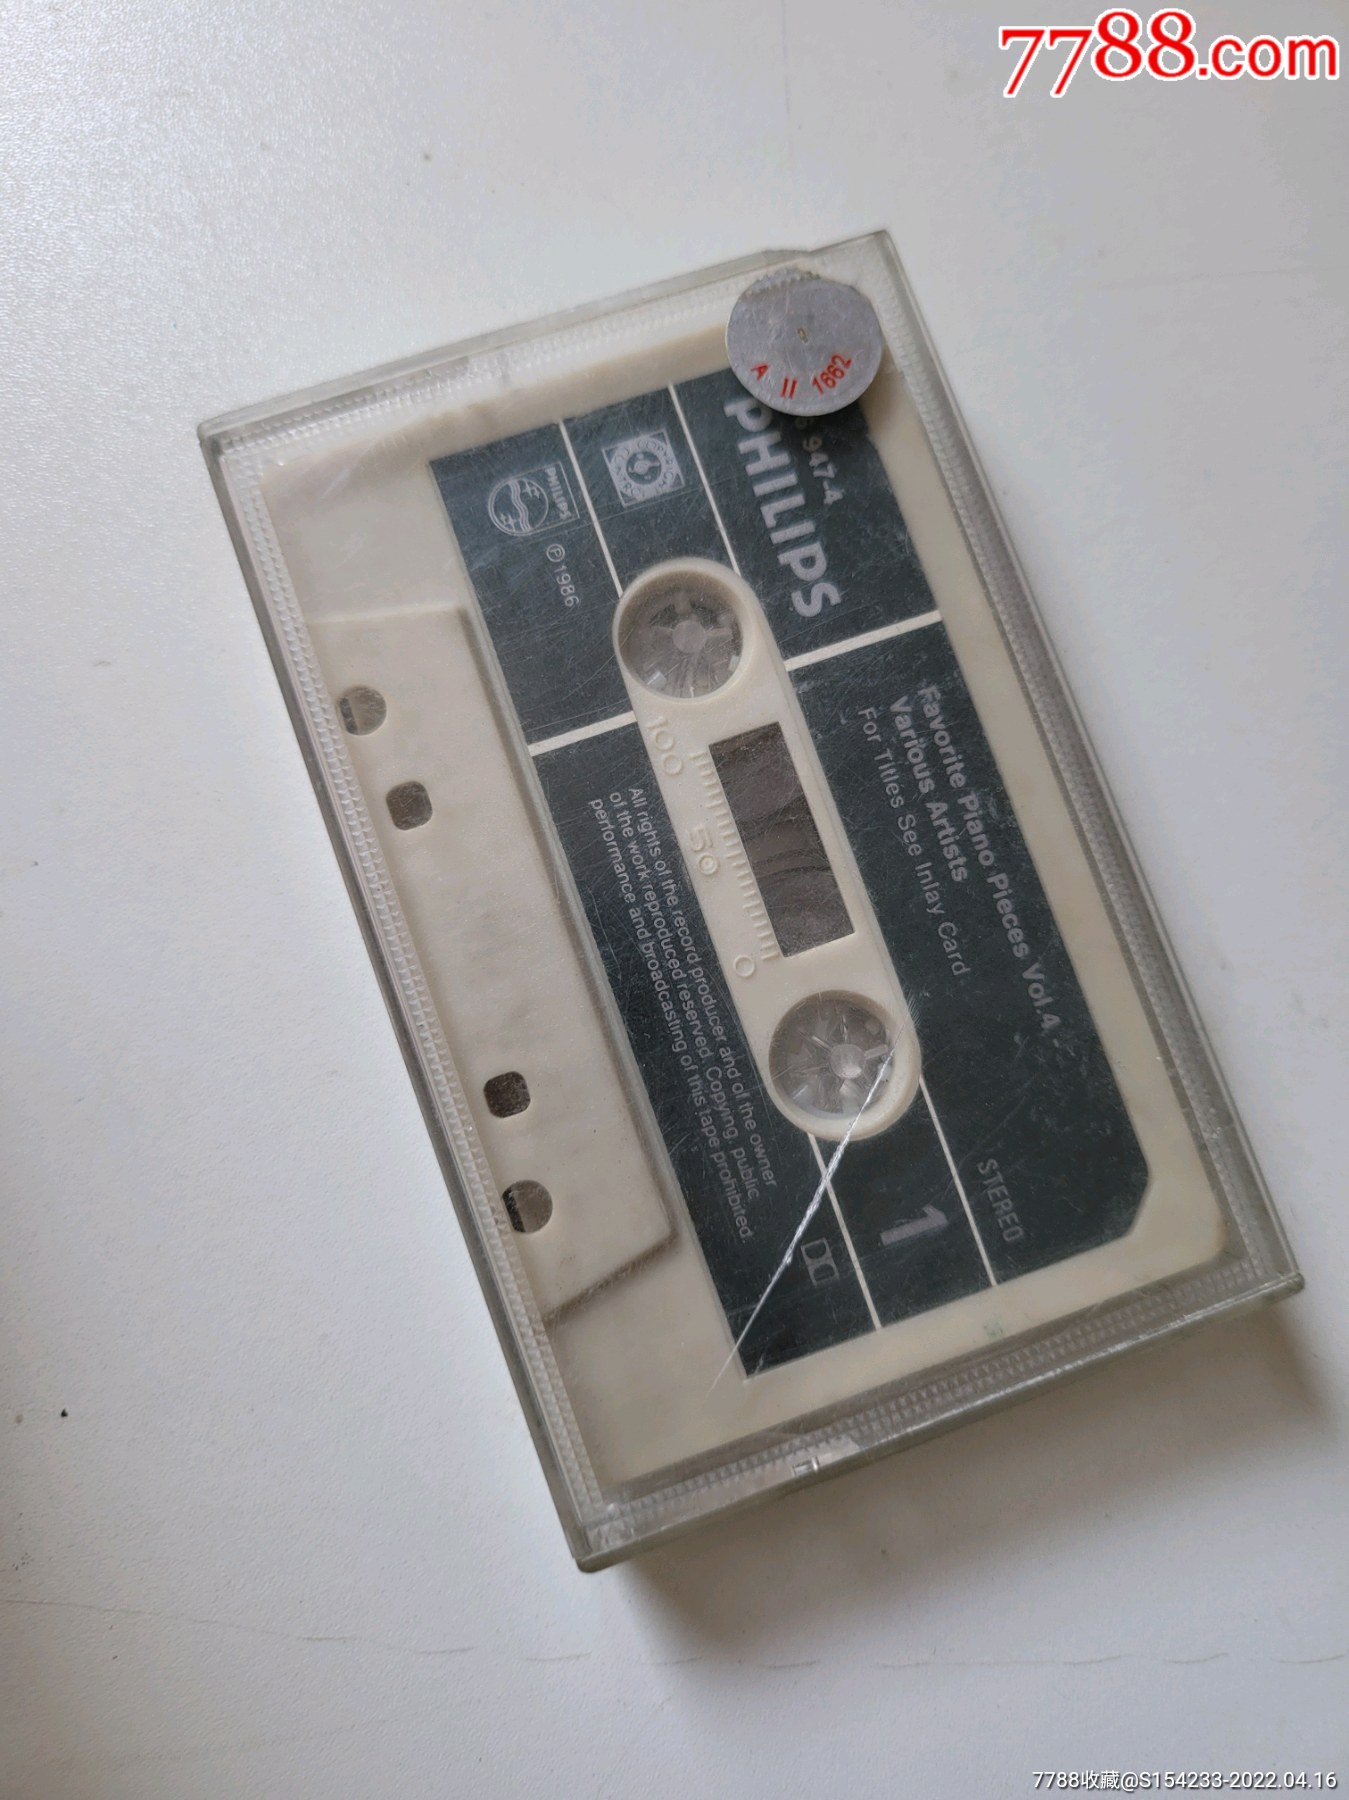 7788.com
A II 1662
947-4
PHILIPS
PHILIPS
℗1986
Favorite Piano Pieces Vol.4
Various Artists
For Titles See Inlay Card
100 50 0
All rights of the record producer and of the owner
of the work reproduced reserved. Copying, public
performance and broadcasting of this tape prohibited.
STEREO
1
7788收藏@S154233-2022.04.16